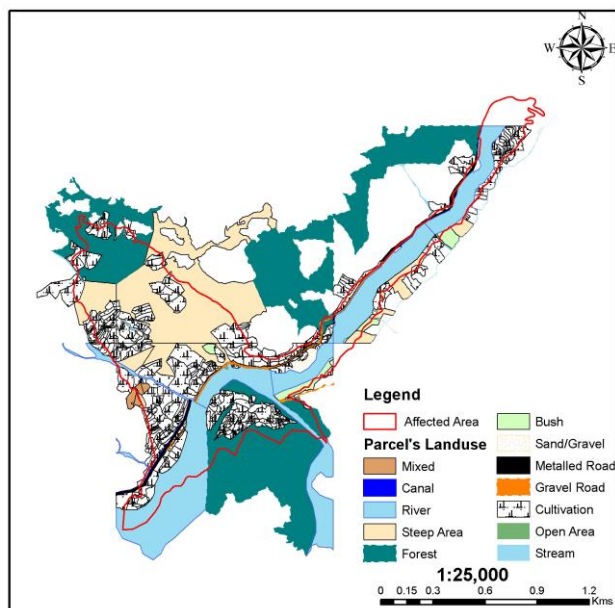 N
W E
S
Legend
Affected Area
Parcel's Landuse
Mixed
Canal
River
Steep Area
Forest
Bush
Sand/Gravel
Metalled Road
Gravel Road
Cultivation
Open Area
Stream
1:25,000
0 0.15 0.3 0.6 0.9 1.2
Kms